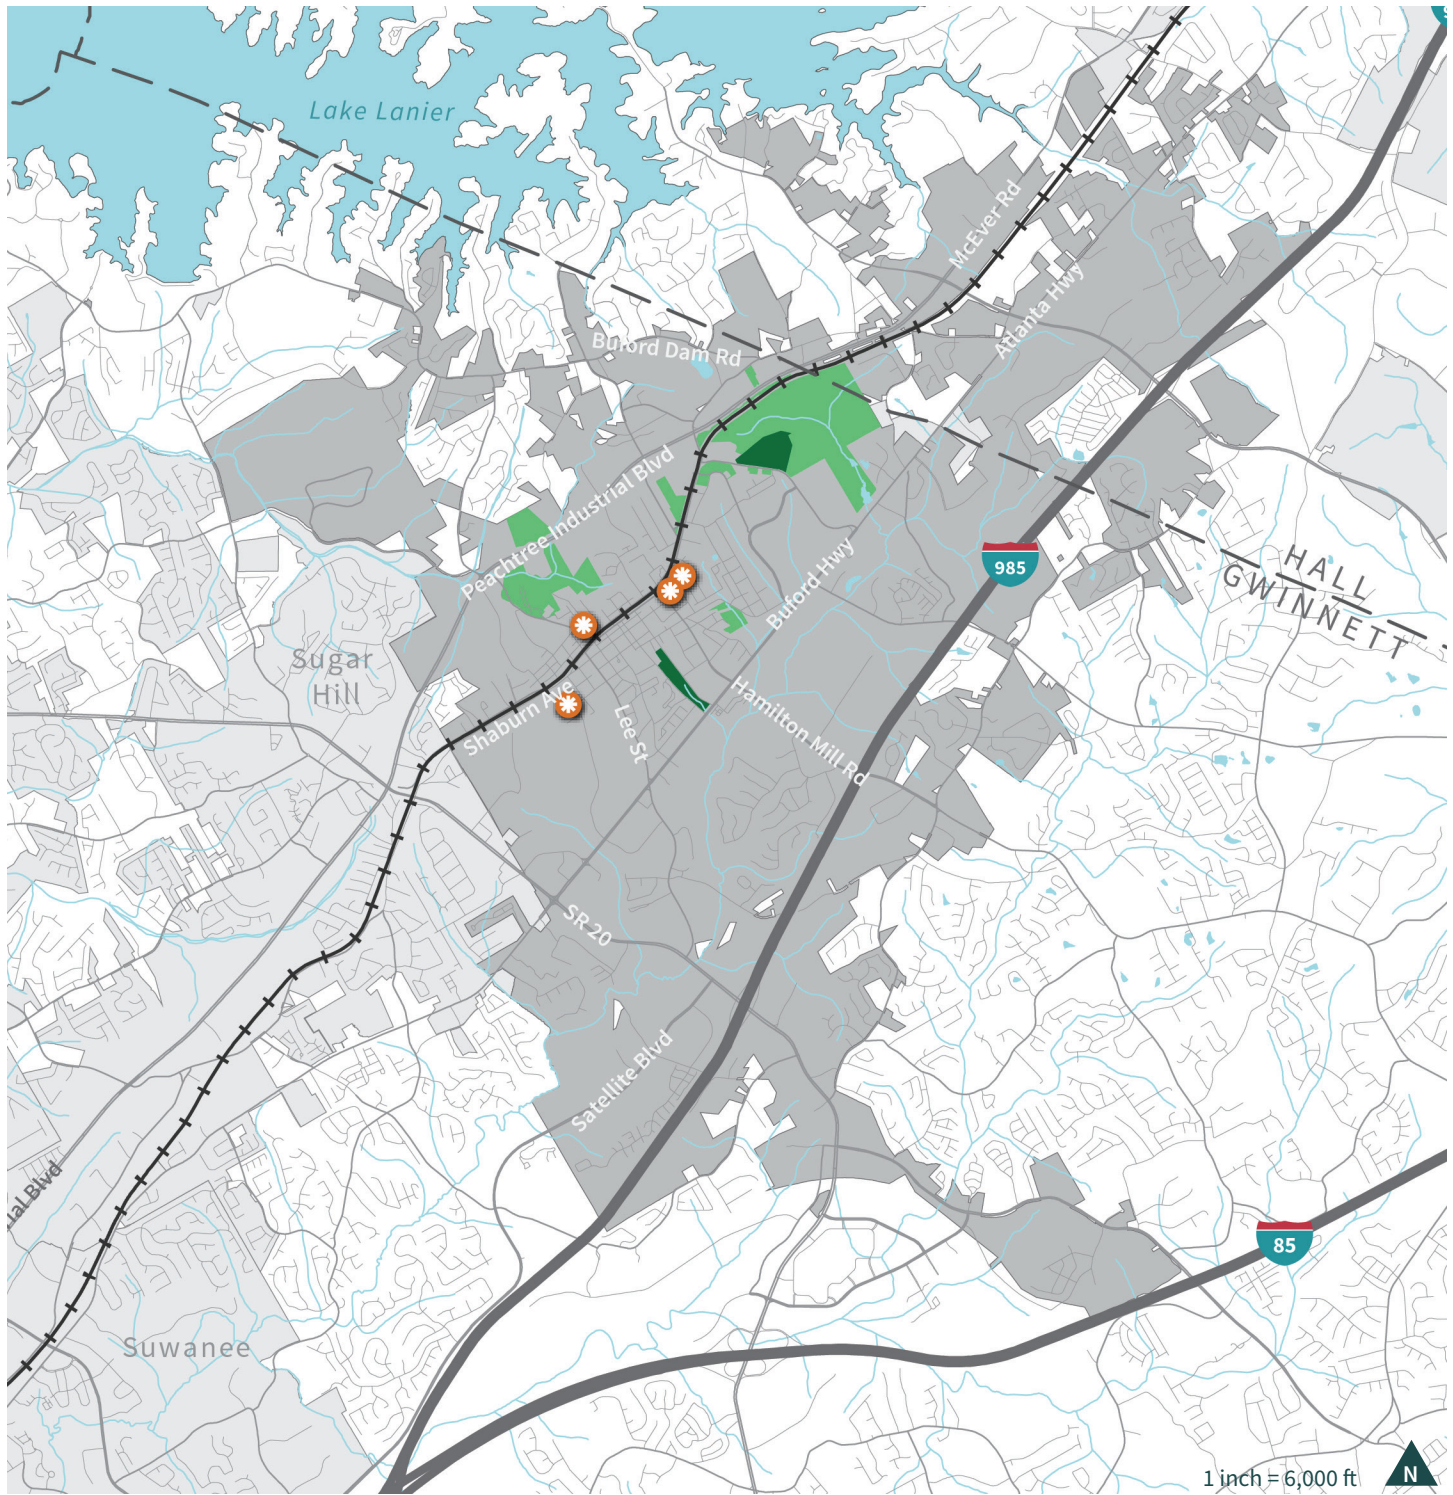 Lake Lanier
McEver Rd
Atlanta Hwy
Buford Dam Rd
Peachtree Industrial Blvd
Buford Hwy
985
HALL
GWINNETT
Sugar
Hill
Shaburn Ave
Lee St
Hamilton Mill Rd
SR 20
Satellite Blvd
Blvd
85
Suwanee
1 inch = 6,000 ft
N